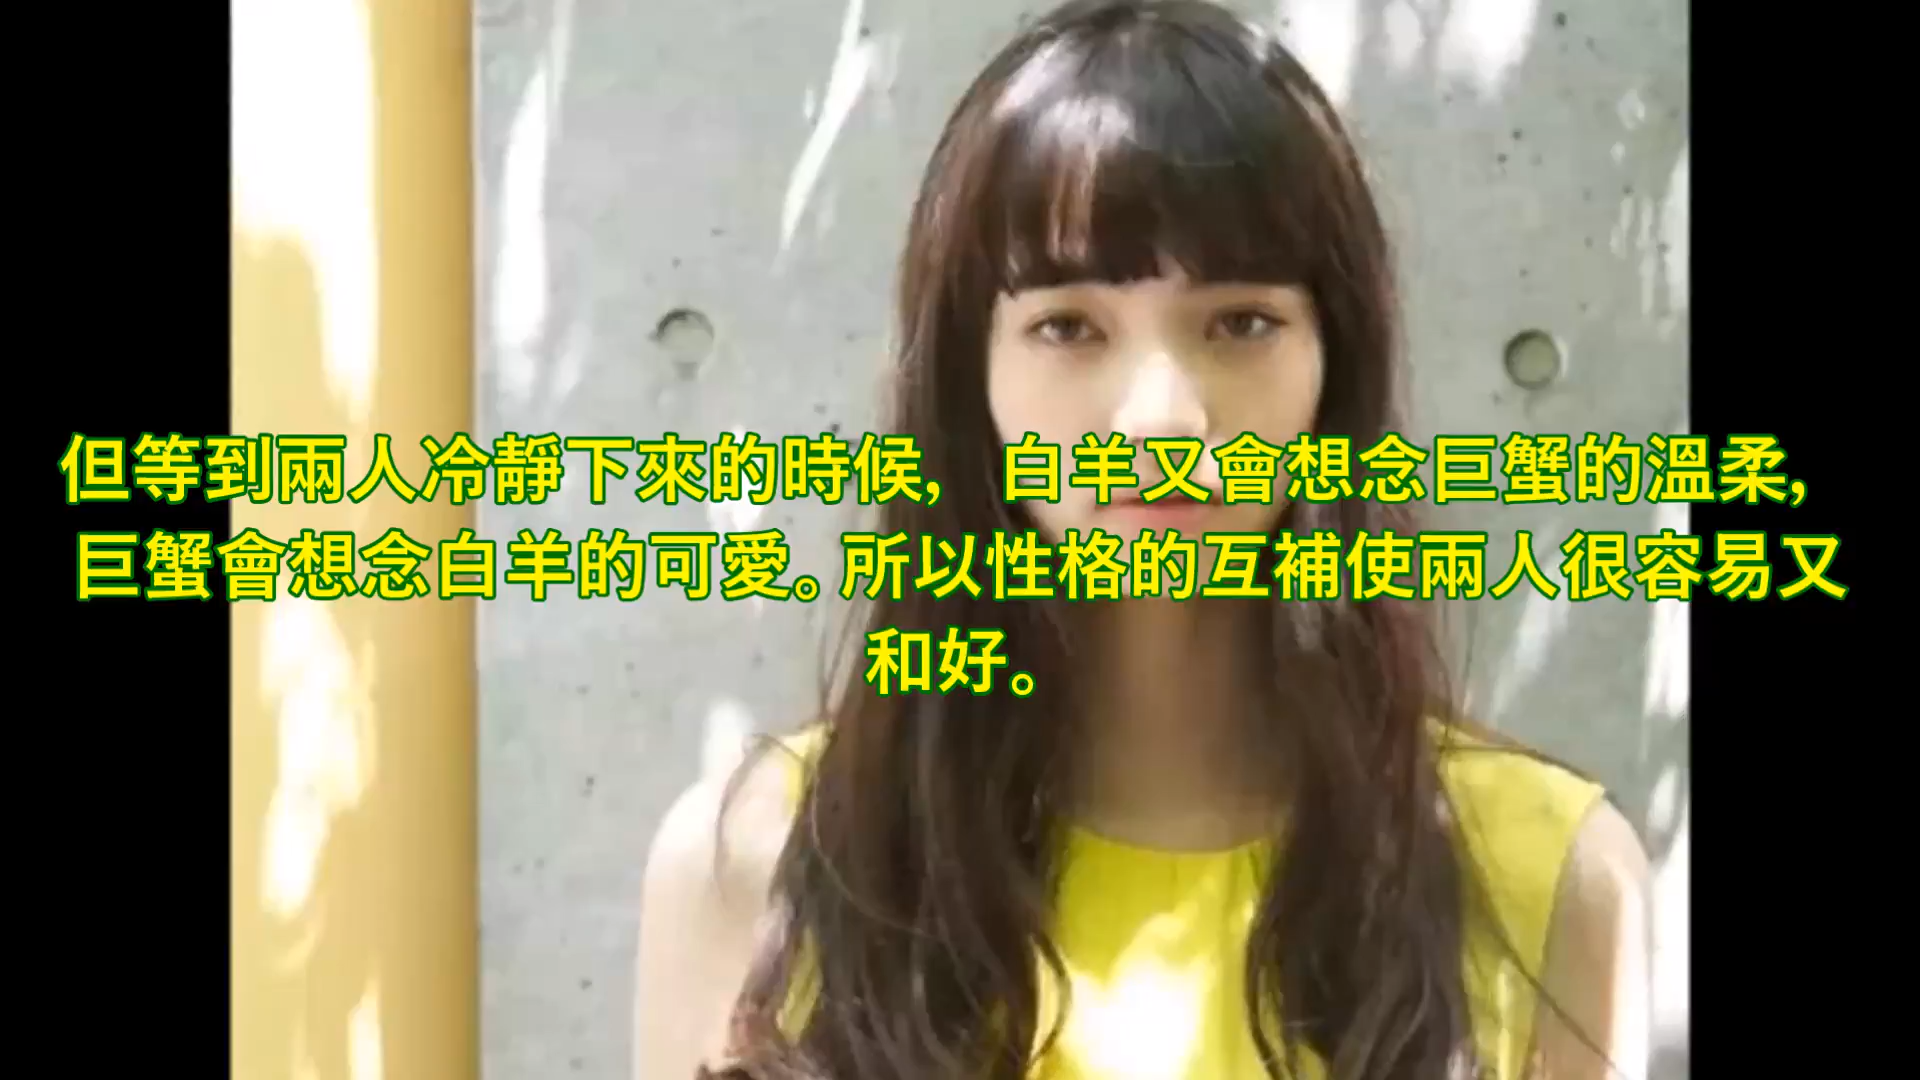 但等到兩人冷靜下來的時候,  白羊又會想念巨蟹的溫柔,
巨蟹會想念白羊的可愛。所以性格的互補使兩人很容易又
和好。